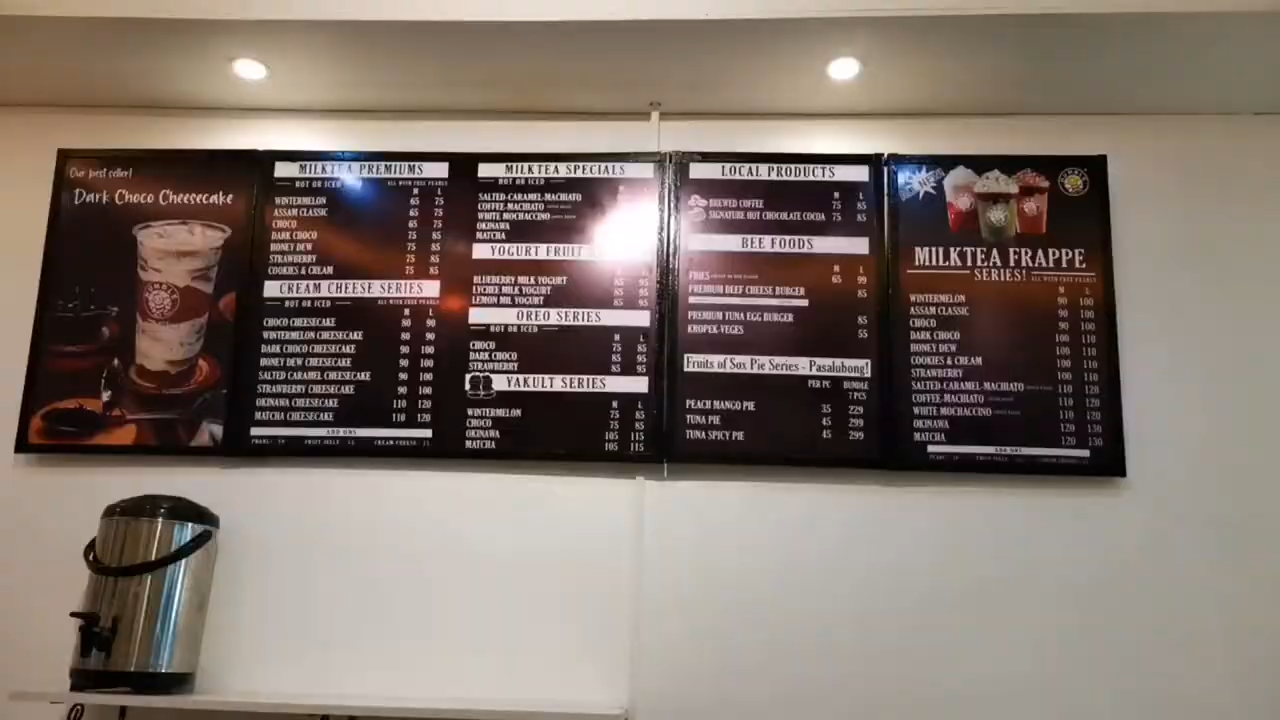 Our best seller!
Dark Choco Cheesecake
MILKTEA PREMIUMS
HOT OR ICED ALL WITH FREE PEARLS
M L
WINTERMELON 65 75
ASSAM CLASSIC 65 75
CHOCO 65 75
DARK CHOCO 75 85
HONEY DEW 75 85
STRAWBERRY 75 85
COOKIES & CREAM 75 85
CREAM CHEESE SERIES
HOT OR ICED ALL WITH FREE PEARLS
M L
CHOCO CHEESECAKE 80 90
WINTERMELON CHEESECAKE 80 90
DARK CHOCO CHEESECAKE 90 100
HONEY DEW CHEESECAKE 90 100
SALTED CARAMEL CHEESECAKE 90 100
STRAWBERRY CHEESECAKE 90 100
OKINAWA CHEESECAKE 110 120
MATCHA CHEESECAKE 110 120
ADD ONS
MILKTEA SPECIALS
HOT OR ICED
SALTED-CARAMEL-MACHIATO
COFFEE-MACHIATO
WHITE MOCHACCINO
OKINAWA
MATCHA
YOGURT FRUIT
BLUEBERRY MILK YOGURT 85 95
LYCHEE MILK YOGURT 85 95
LEMON MIL YOGURT 85 95
OREO SERIES
HOT OR ICED
M L
CHOCO 75 85
DARK CHOCO 85 95
STRAWBERRY 85 95
YAKULT SERIES
M L
WINTERMELON 75 85
CHOCO 75 85
OKINAWA 105 115
MATCHA 105 115
LOCAL PRODUCTS
M L
BREWED COFFEE 75 85
SIGNATURE HOT CHOCOLATE COCOA 75 85
BEE FOODS
M L
FRIES 65 99
PREMIUM BEEF CHEESE BURGER 85
PREMIUM TUNA EGG BURGER 85
KROPEK-VEGES 55
Fruits of Sox Pie Series - Pasalubong!
PER PC BUNDLE
7 PCS
PEACH MANGO PIE 35 229
TUNA PIE 45 299
TUNA SPICY PIE 45 299
MILKTEA FRAPPE
SERIES! ALL WITH FREE PEARLS
M L
WINTERMELON 90 100
ASSAM CLASSIC 90 100
CHOCO 90 100
DARK CHOCO 100 110
HONEY DEW 100 110
COOKIES & CREAM 100 110
STRAWBERRY 100 110
SALTED-CARAMEL-MACHIATO 110 120
COFFEE-MACHIATO 110 120
WHITE MOCHACCINO 110 120
OKINAWA 120 130
MATCHA 120 130
ADD ONS